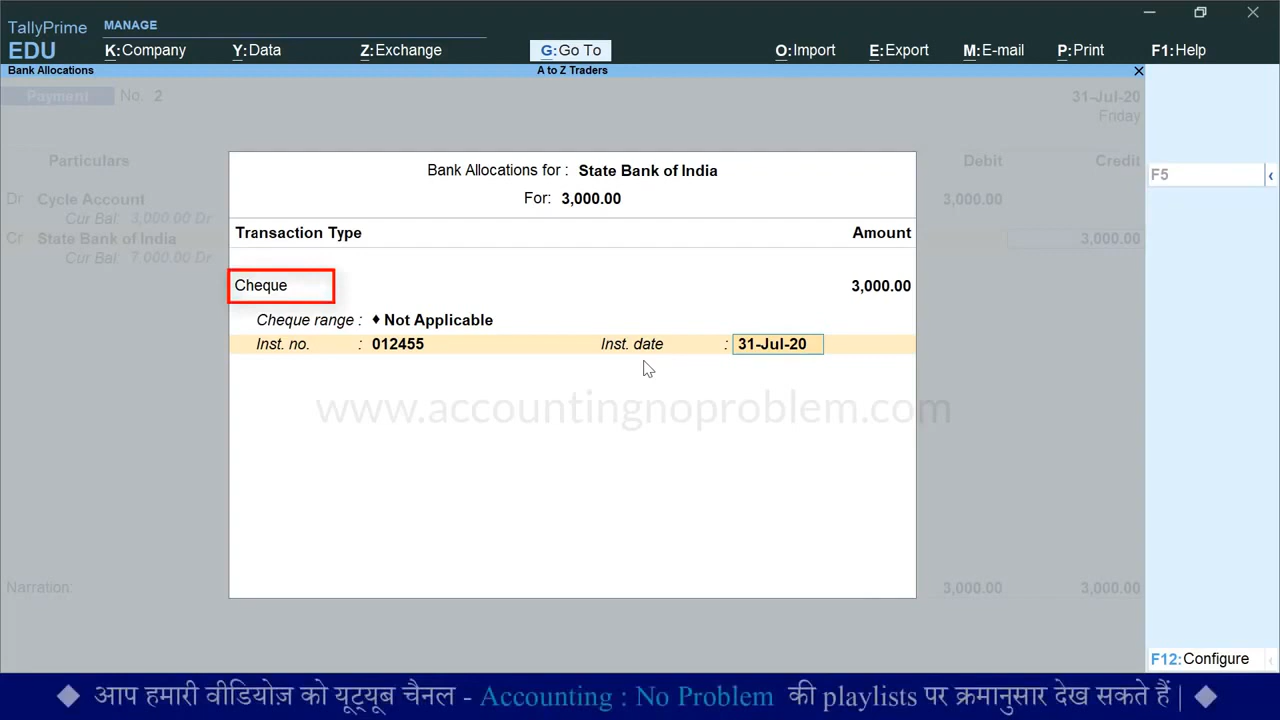 TallyPrime
MANAGE
EDU
K:Company Y:Data Z:Exchange G:Go To O:Import E:Export M:E-mail P:Print F1:Help
Bank Allocations A to Z Traders
Payment No. 2 31-Jul-20
Friday
Particulars Debit Credit
Dr Cycle Account 3,000.00
Cur Bal: 3,000.00 Dr
Cr State Bank of India 3,000.00
Cur Bal: 7,000.00 Dr
Bank Allocations for : State Bank of India
For: 3,000.00
Transaction Type Amount
Cheque 3,000.00
Cheque range : ♦ Not Applicable
Inst. no. : 012455 Inst. date : 31-Jul-20
www.accountingnoproblem.com
Narration: 3,000.00 3,000.00
F5
F12:Configure
◆ आप हमारी वीडियोज़ को यूट्यूब चैनल - Accounting : No Problem की playlists पर क्रमानुसार देख सकते हैं | ◆